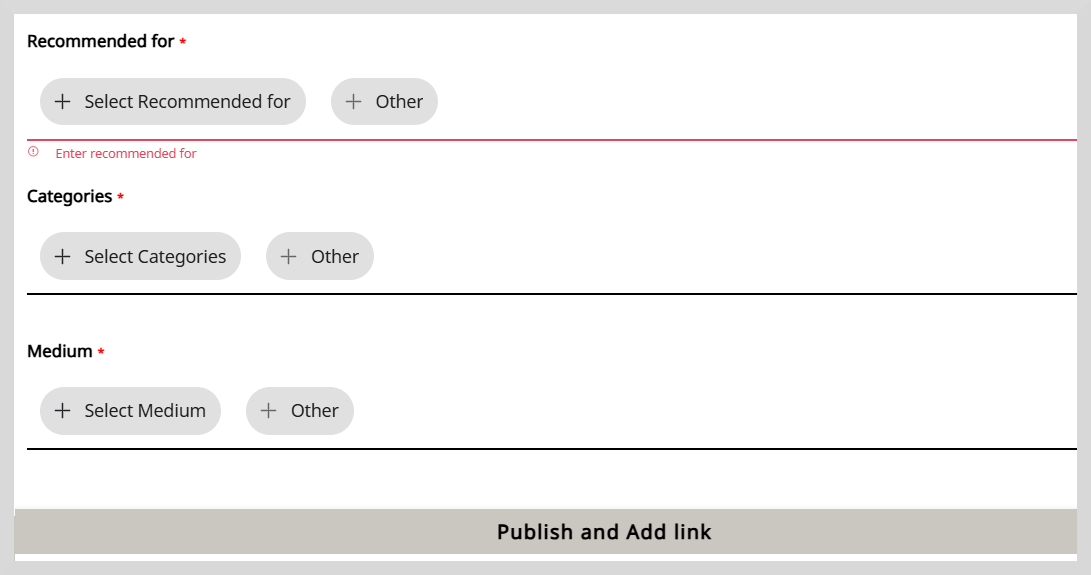 Recommended for *
+ Select Recommended for + Other
Enter recommended for
Categories *
+ Select Categories + Other
Medium *
+ Select Medium + Other
Publish and Add link